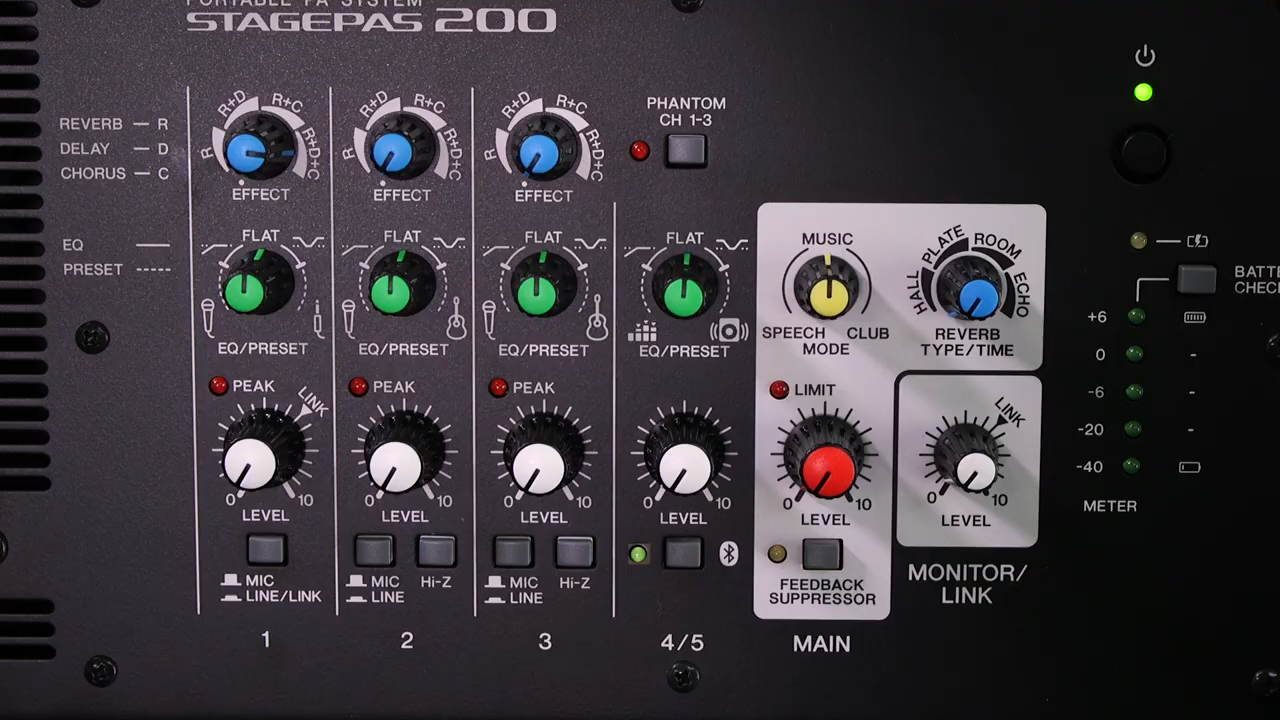 PORTABLE PA SYSTEM
STAGEPAS 200
REVERB — R
DELAY — D
CHORUS — C
R R+D R+C R+D+C
EFFECT
R R+D R+C R+D+C
EFFECT
R R+D R+C R+D+C
EFFECT
PHANTOM
CH 1-3
EQ
PRESET
FLAT
EQ/PRESET
FLAT
EQ/PRESET
FLAT
EQ/PRESET
FLAT
EQ/PRESET
MUSIC
SPEECH CLUB
MODE
HALL PLATE ROOM ECHO
REVERB
TYPE/TIME
CHECK
+6
0 -
-6 -
-20 -
-40
METER
PEAK
LINK
0 10
LEVEL
MIC
LINE/LINK
1
PEAK
0 10
LEVEL
MIC
LINE
Hi-Z
2
PEAK
0 10
LEVEL
MIC
LINE
Hi-Z
3
0 10
LEVEL
4/5
LIMIT
0 10
LEVEL
FEEDBACK
SUPPRESSOR
MAIN
LINK
0 10
LEVEL
MONITOR/
LINK